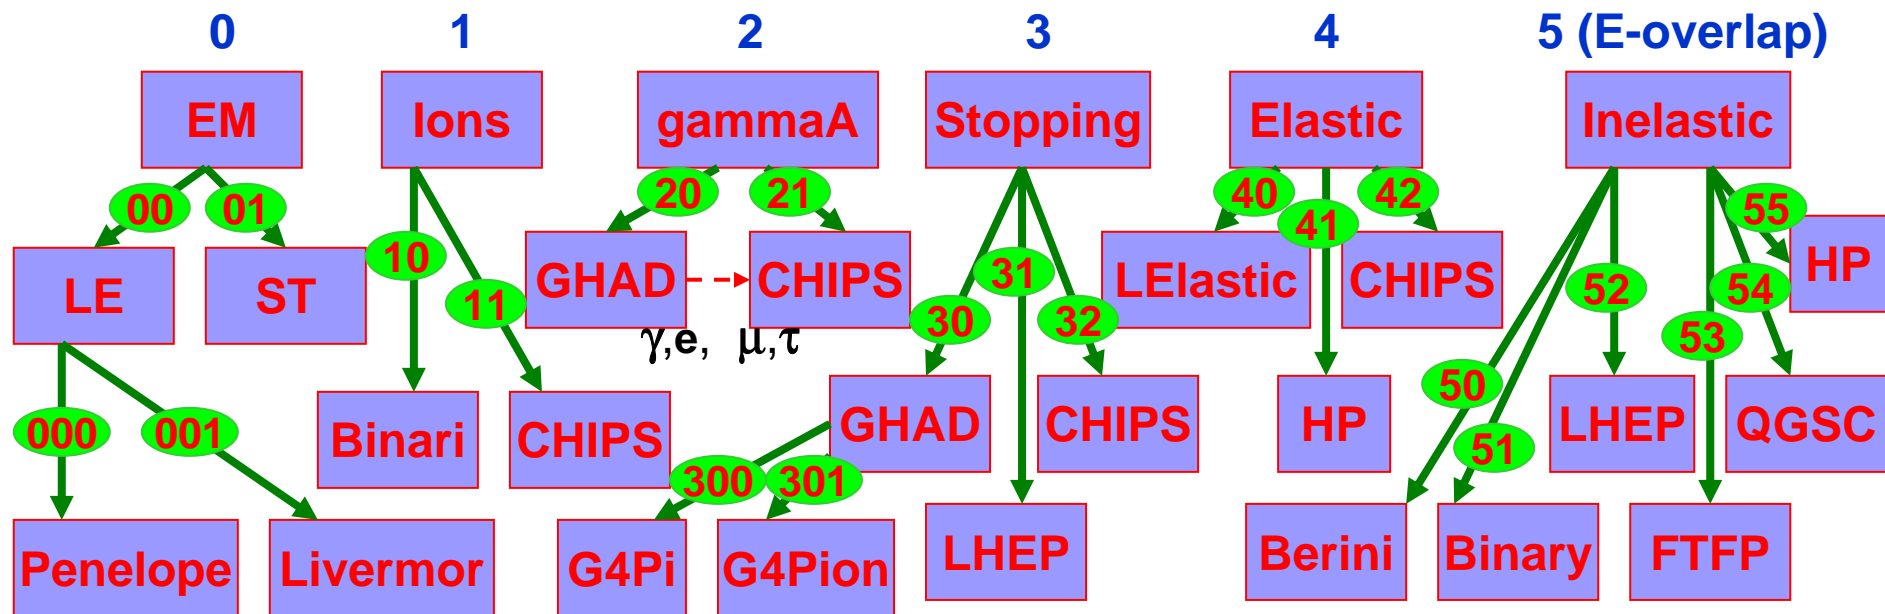 0 1 2 3 4 5 (E-overlap)
EM Ions gammaA Stopping Elastic Inelastic
00 01 20 21 40 41 42 55
10 11 31 52 54
LE ST GHAD CHIPS LElastic CHIPS HP
γ,e, μ,τ
30 32 53
50 51
000 001
Binari CHIPS GHAD CHIPS HP LHEP QGSC
300 301
Penelope Livermor G4Pi G4Pion LHEP Berini Binary FTFP